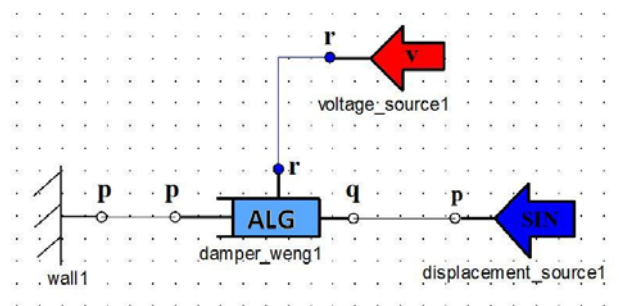 r
v
voltage_source1
r
p p ALG q p SIN
damper_weng1
wall1 displacement_source1